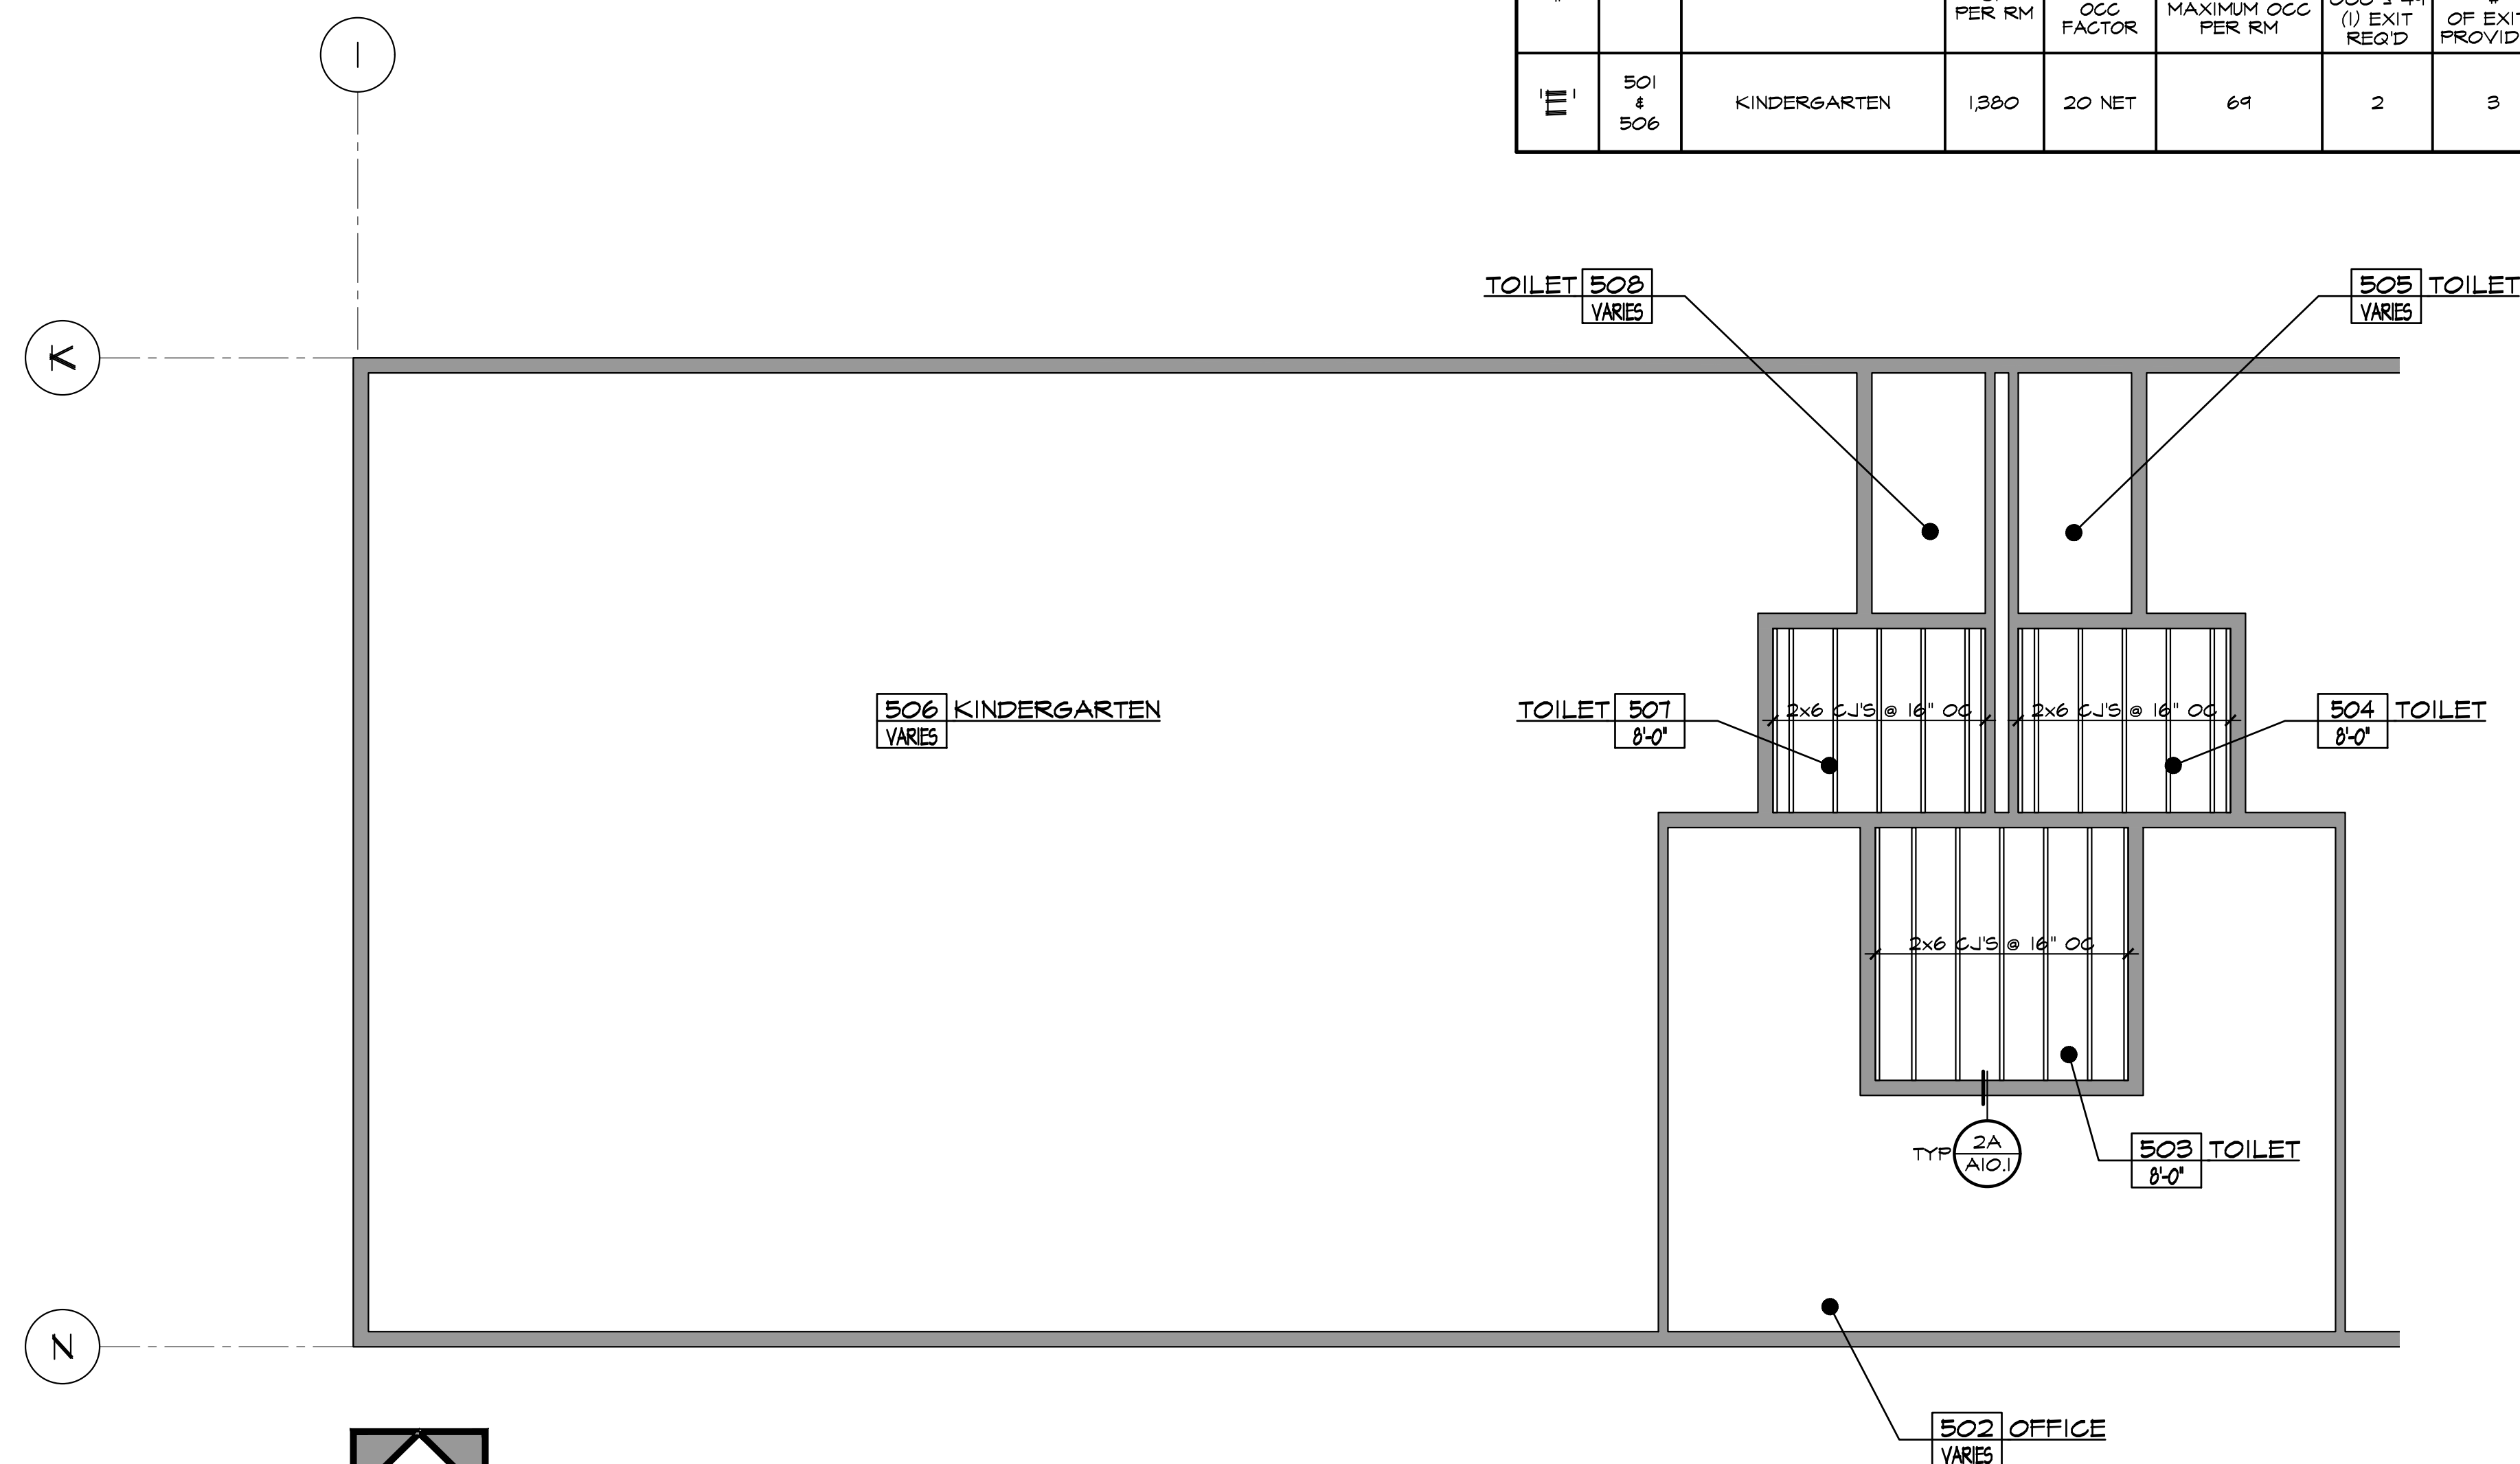 PER RM
OCC
FACTOR
MAXIMUM OCC
PER RM
(1) EXIT
REQ'D
OF EXIT
PROVID
'E'
501
&
506
KINDERGARTEN
1,380
20 NET
69
2
3
1
TOILET 508
VARIES
505 TOILET
VARIES
K
506 KINDERGARTEN
VARIES
TOILET 507
8'-0"
2x6 CJ'S @ 16" OC
2x6 CJ'S @ 16" OC
504 TOILET
8'-0"
2x6 CJ'S @ 16" OC
TYP
2A
A10.1
503 TOILET
8'-0"
N
502 OFFICE
VARIES